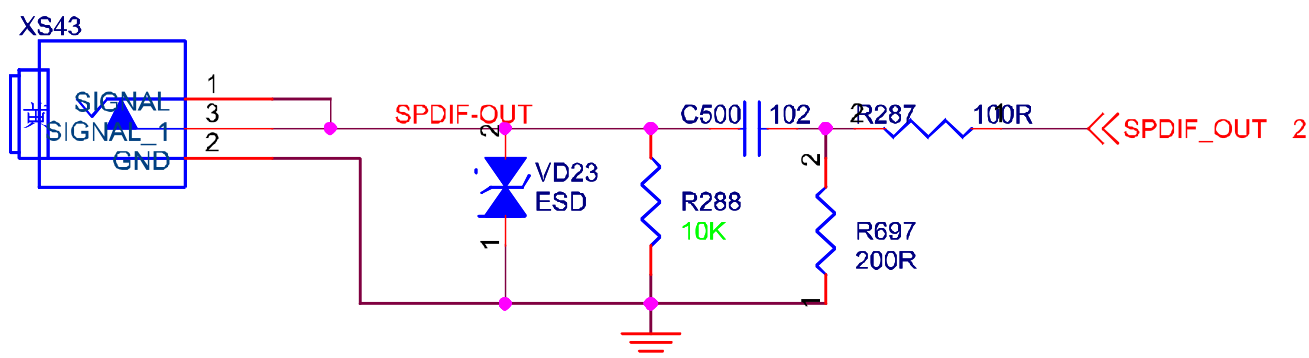 XS43
1
SIGNAL
3
SIGNAL_1
2
GND
黄
SPDIF-OUT
2
VD23
ESD
1
R288
10K
C500
102
2
R287
1
100R
SPDIF_OUT 2
2
R697
200R
1